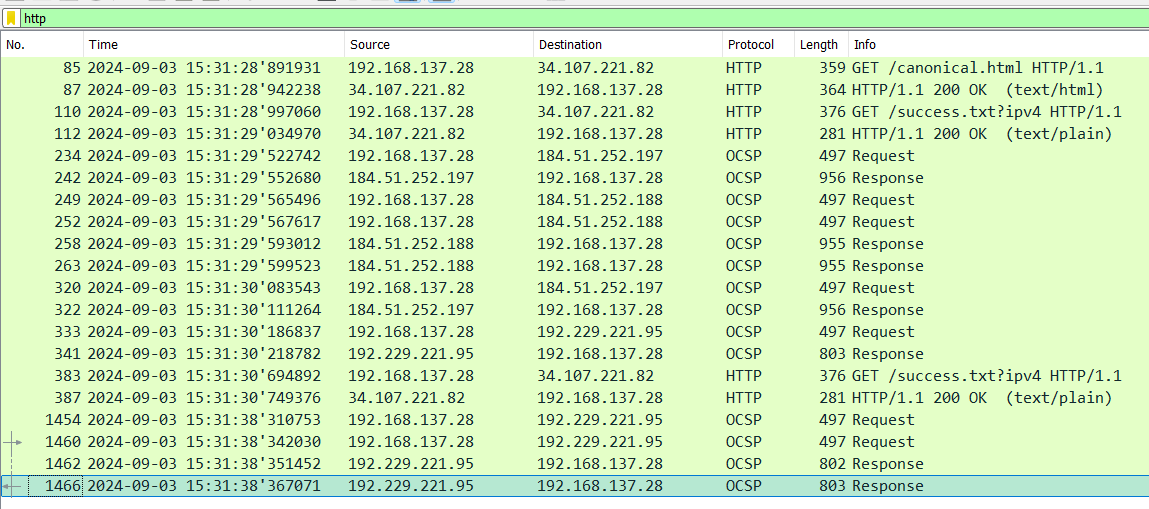 http
No. Time Source Destination Protocol Length Info
85 2024-09-03 15:31:28'891931 192.168.137.28 34.107.221.82 HTTP 359 GET /canonical.html HTTP/1.1
87 2024-09-03 15:31:28'942238 34.107.221.82 192.168.137.28 HTTP 364 HTTP/1.1 200 OK (text/html)
110 2024-09-03 15:31:28'997060 192.168.137.28 34.107.221.82 HTTP 376 GET /success.txt?ipv4 HTTP/1.1
112 2024-09-03 15:31:29'034970 34.107.221.82 192.168.137.28 HTTP 281 HTTP/1.1 200 OK (text/plain)
234 2024-09-03 15:31:29'522742 192.168.137.28 184.51.252.197 OCSP 497 Request
242 2024-09-03 15:31:29'552680 184.51.252.197 192.168.137.28 OCSP 956 Response
249 2024-09-03 15:31:29'565496 192.168.137.28 184.51.252.188 OCSP 497 Request
252 2024-09-03 15:31:29'567617 192.168.137.28 184.51.252.188 OCSP 497 Request
258 2024-09-03 15:31:29'593012 184.51.252.188 192.168.137.28 OCSP 955 Response
263 2024-09-03 15:31:29'599523 184.51.252.188 192.168.137.28 OCSP 955 Response
320 2024-09-03 15:31:30'083543 192.168.137.28 184.51.252.197 OCSP 497 Request
322 2024-09-03 15:31:30'111264 184.51.252.197 192.168.137.28 OCSP 956 Response
333 2024-09-03 15:31:30'186837 192.168.137.28 192.229.221.95 OCSP 497 Request
341 2024-09-03 15:31:30'218782 192.229.221.95 192.168.137.28 OCSP 803 Response
383 2024-09-03 15:31:30'694892 192.168.137.28 34.107.221.82 HTTP 376 GET /success.txt?ipv4 HTTP/1.1
387 2024-09-03 15:31:30'749376 34.107.221.82 192.168.137.28 HTTP 281 HTTP/1.1 200 OK (text/plain)
1454 2024-09-03 15:31:38'310753 192.168.137.28 192.229.221.95 OCSP 497 Request
1460 2024-09-03 15:31:38'342030 192.168.137.28 192.229.221.95 OCSP 497 Request
1462 2024-09-03 15:31:38'351452 192.229.221.95 192.168.137.28 OCSP 802 Response
1466 2024-09-03 15:31:38'367071 192.229.221.95 192.168.137.28 OCSP 803 Response